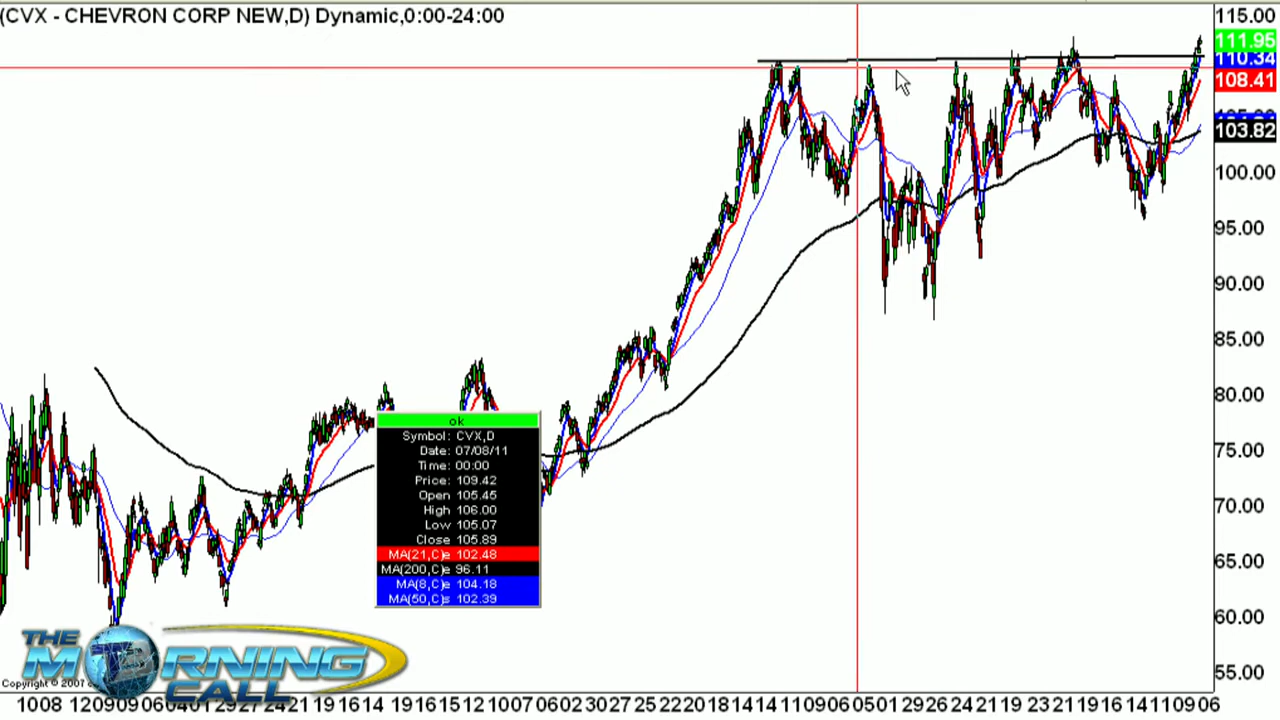 (CVX - CHEVRON CORP NEW,D) Dynamic,0:00-24:00
115.00
111.95
110.34
108.41
103.82
100.00
95.00
90.00
85.00
80.00
75.00
70.00
65.00
60.00
55.00
ok
Symbol: CVX,D
Date: 07/08/11
Time: 00:00
Price: 109.42
Open 105.45
High 106.00
Low 105.07
Close 105.89
MA(21,C)e 102.48
MA(200,C)e 96.11
MA(8,C)e 104.18
MA(50,C)s 102.39
THE
MORNING
CALL
Copyright © 2007